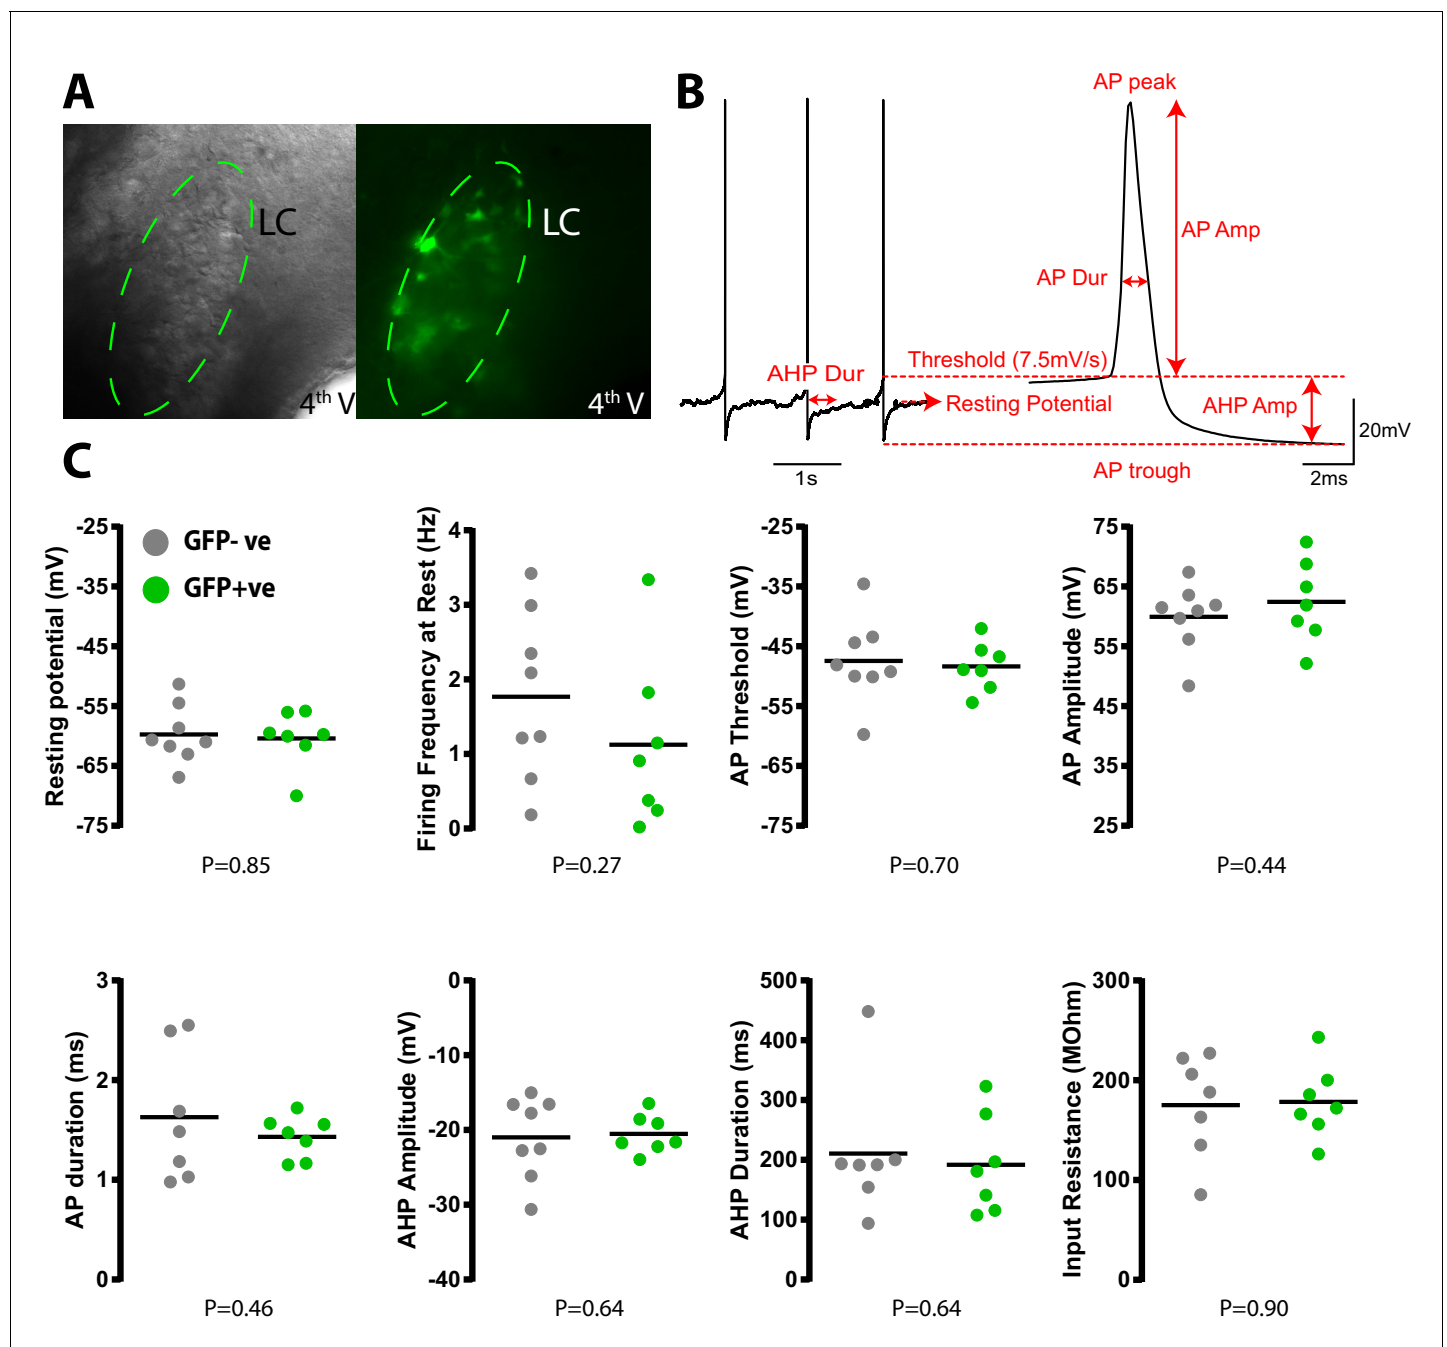 A
LC
4th V
LC
4th V
B
AP peak
AP Amp
AP Dur
Threshold (7.5mV/s)
AHP Dur
Resting Potential
AHP Amp
20mV
AP trough
1s
2ms
C
Resting potential (mV)
-25
-35
-45
-55
-65
-75
GFP- ve
GFP+ve
P=0.85
Firing Frequency at Rest (Hz)
4
3
2
1
0
P=0.27
AP Threshold (mV)
-25
-35
-45
-55
-65
-75
P=0.70
AP Amplitude (mV)
75
65
55
45
35
25
P=0.44
AP duration (ms)
3
2
1
0
P=0.46
AHP Amplitude (mV)
0
-10
-20
-30
-40
P=0.64
AHP Duration (ms)
500
400
300
200
100
0
P=0.64
Input Resistance (MOhm)
300
200
100
0
P=0.90